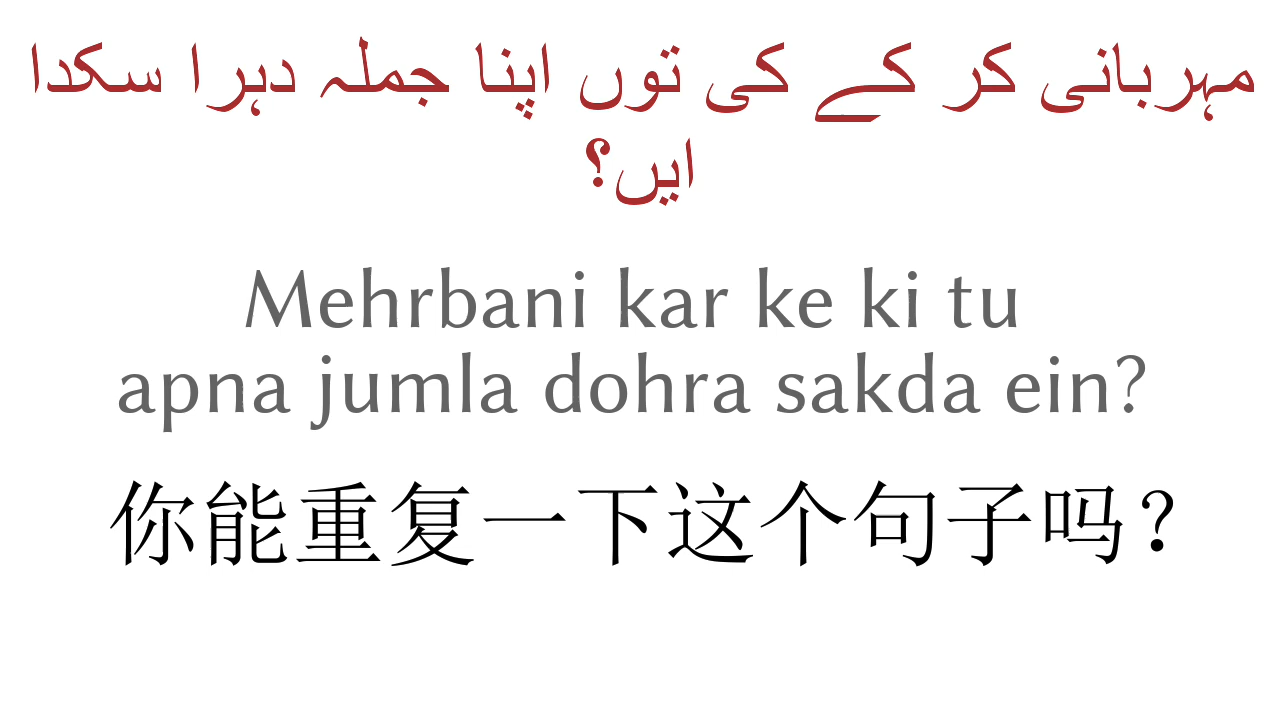 مہربانی کر کے کی توں اپنا جملہ دہرا سکدا
ایں؟
Mehrbani kar ke ki tu
apna jumla dohra sakda ein?
你能重复一下这个句子吗？